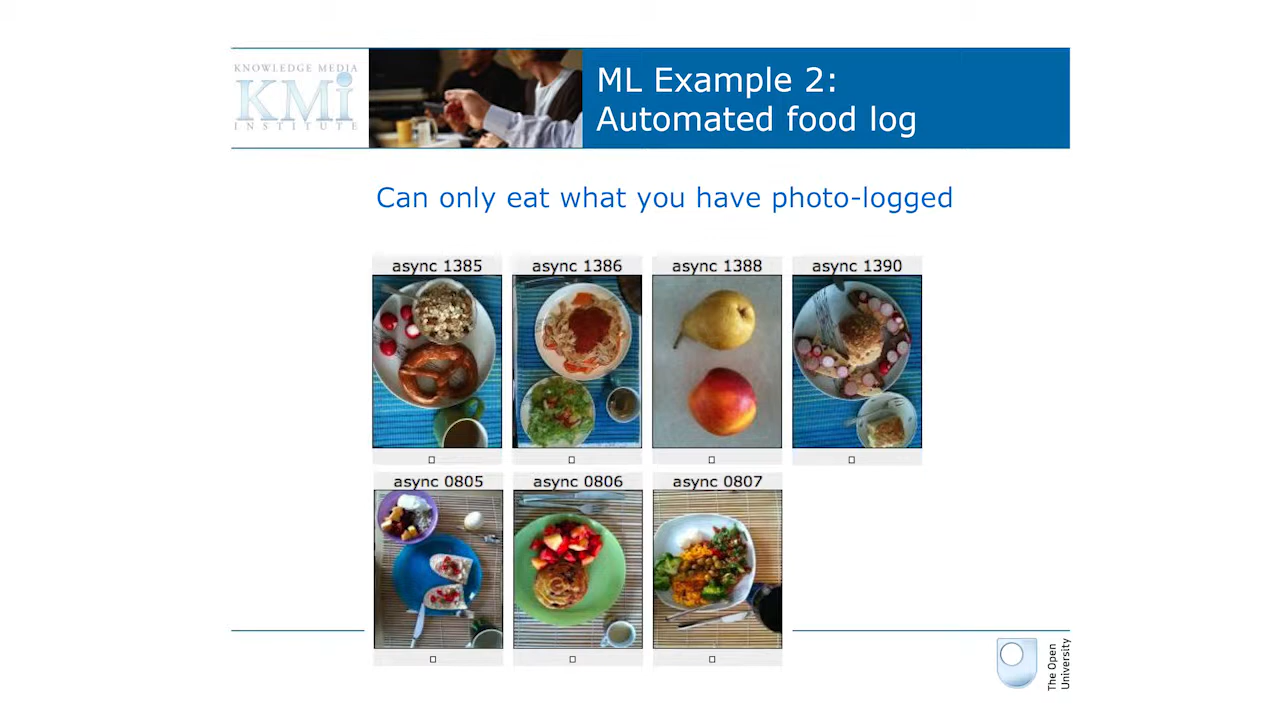 KNOWLEDGE MEDIA
KMi
INSTITUTE
ML Example 2:
Automated food log
Can only eat what you have photo-logged
async 1385
async 1386
async 1388
async 1390
async 0805
async 0806
async 0807
The Open
University